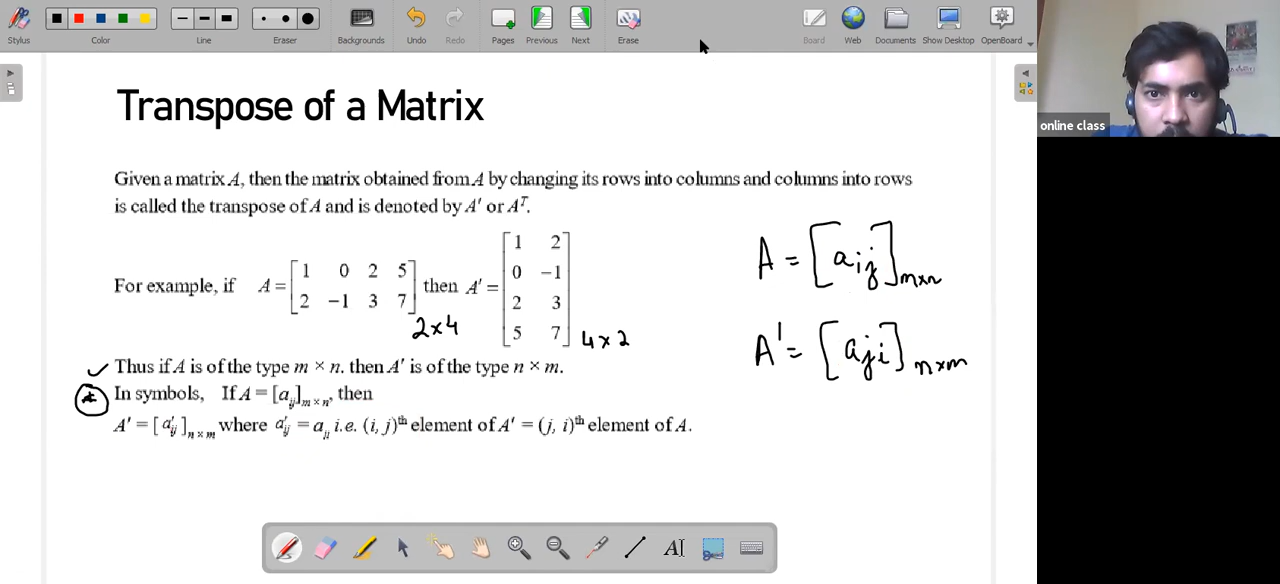 Stylus Color Line Eraser Backgrounds Undo Redo Pages Previous Next Erase Board Web Documents Show Desktop OpenBoard
online class
Transpose of a Matrix
Given a matrix A, then the matrix obtained from A by changing its rows into columns and columns into rows
is called the transpose of A and is denoted by A′ or Aᵀ.
For example, if A = [1 0 2 5
2 −1 3 7] 2×4 then A′ = [1 2
0 −1
2 3
5 7] 4×2
A = [aij]m×n
A' = [aji]n×m
Thus if A is of the type m × n. then A′ is of the type n × m.
In symbols, If A = [aij]m × n, then
A′ = [a′ij]n × m where a′ij = aji i.e. (i, j)th element of A′ = (j, i)th element of A.